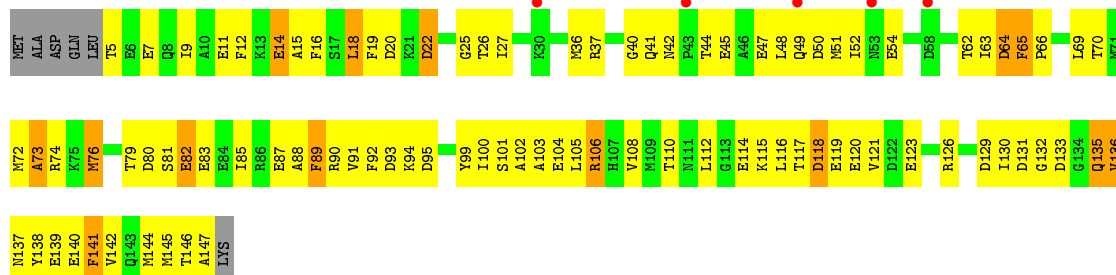 MET ALA ASP GLN LEU T5 E6 E7 Q8 I9 A10 E11 F12 K13 E14 A15 F16 S17 L18 F19 D20 K21 D22 G25 T26 I27 K30 M36 R37 G40 Q41 N42 P43 T44 E45 A46 E47 L48 Q49 D50 M51 I52 N53 E54 D58 T62 I63 D64 F65 P66 L69 T70 M71
M72 A73 R74 K75 M76 T79 D80 S81 E82 E83 E84 I85 R86 E87 A88 F89 R90 V91 F92 D93 K94 D95 Y99 I100 S101 A102 A103 E104 L105 R106 H107 V108 M109 T110 N111 L112 G113 E114 K115 L116 T117 D118 E119 E120 V121 D122 E123 R126 D129 I130 D131 G132 D133 G134 Q135 V136
N137 Y138 E139 E140 F141 V142 Q143 M144 M145 T146 A147 LYS